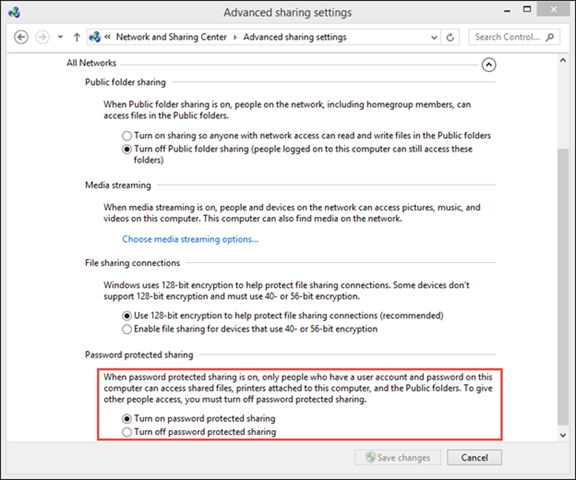 Advanced sharing settings
« Network and Sharing Center › Advanced sharing settings
Search Control...
All Networks
Public folder sharing
When Public folder sharing is on, people on the network, including homegroup members, can
access files in the Public folders.
Turn on sharing so anyone with network access can read and write files in the Public folders
Turn off Public folder sharing (people logged on to this computer can still access these
folders)
Media streaming
When media streaming is on, people and devices on the network can access pictures, music, and
videos on this computer. This computer can also find media on the network.
Choose media streaming options...
File sharing connections
Windows uses 128-bit encryption to help protect file sharing connections. Some devices don't
support 128-bit encryption and must use 40- or 56-bit encryption.
Use 128-bit encryption to help protect file sharing connections (recommended)
Enable file sharing for devices that use 40- or 56-bit encryption
Password protected sharing
When password protected sharing is on, only people who have a user account and password on this
computer can access shared files, printers attached to this computer, and the Public folders. To give
other people access, you must turn off password protected sharing.
Turn on password protected sharing
Turn off password protected sharing
Save changes
Cancel